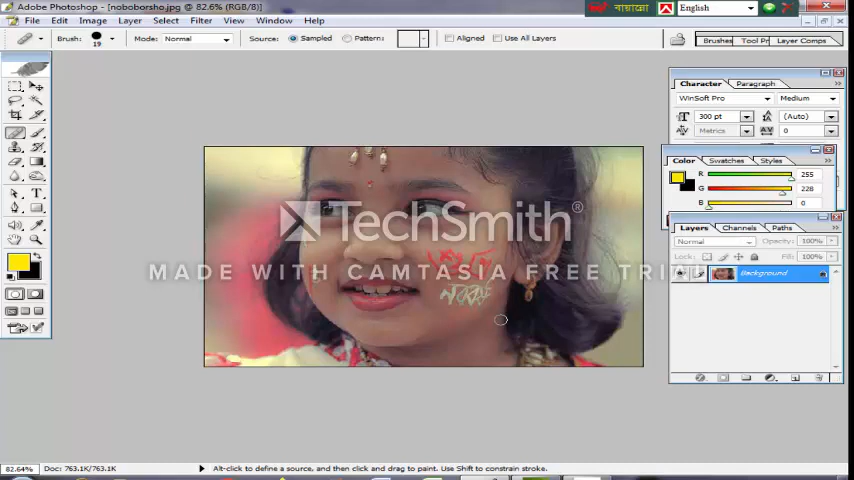 Adobe Photoshop - [noboborsho.jpg @ 82.6% (RGB/8)]
বায়ান্নো
English
File Edit Image Layer Select Filter View Window Help
Brush: 19 Mode: Normal Source: Sampled Pattern: Aligned Use All Layers
Brushes Tool Pr Layer Comps
Character Paragraph
WinSoft Pro Medium
300 pt (Auto)
Metrics 0
Color Swatches Styles
R 255
G 228
B 0
Layers Channels Paths
Normal Opacity: 100%
Lock: Fill: 100%
Background
TechSmith®
MADE WITH CAMTASIA FREE TRI
82.64% Doc: 763.1K/763.1K Alt-click to define a source, and then click and drag to paint. Use Shift to constrain stroke.